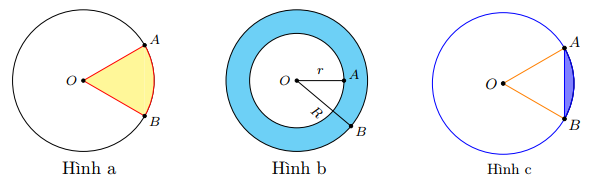 O A B
Hình a
O r A R B
Hình b
O A B
Hình c